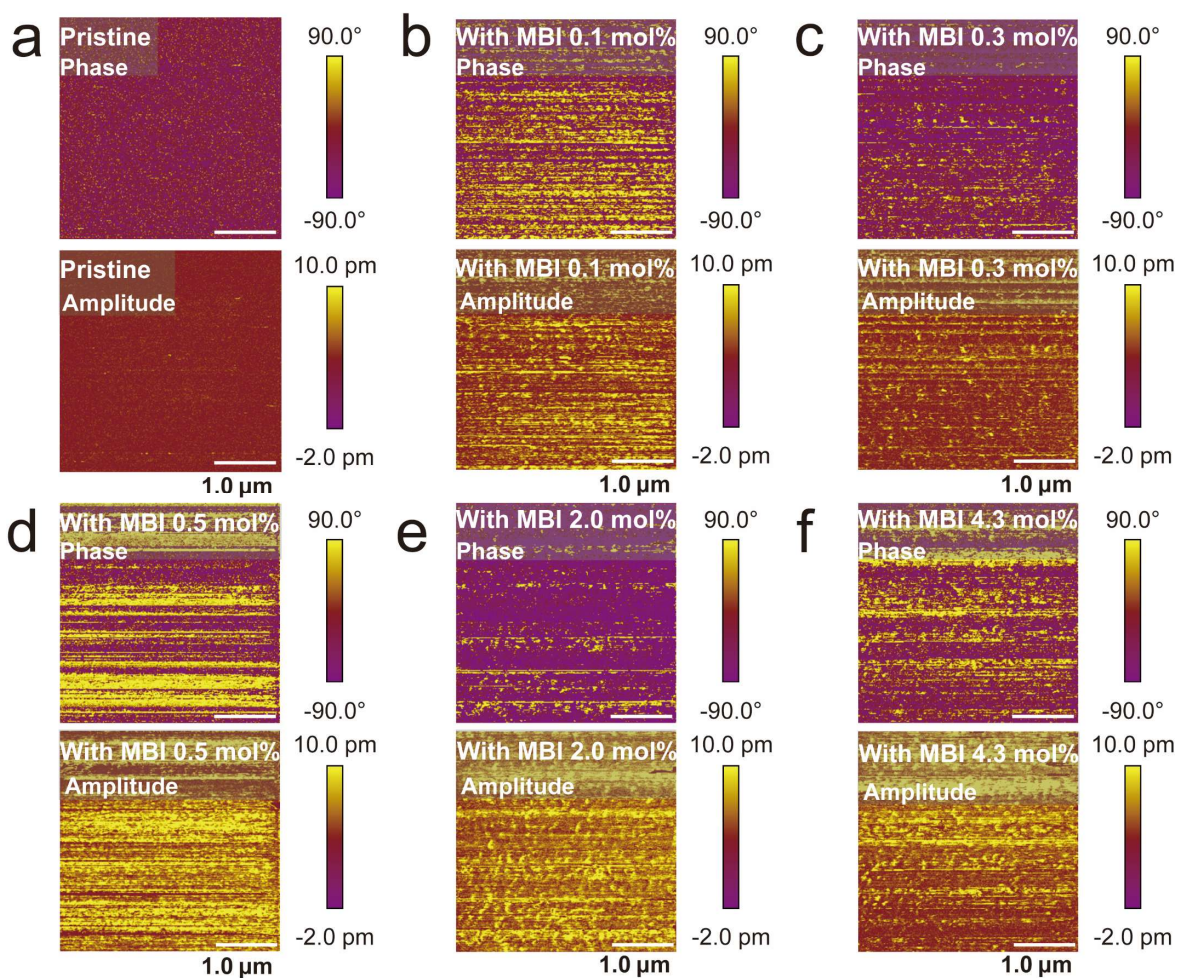 a
Pristine
Phase
90.0°
-90.0°
Pristine
Amplitude
10.0 pm
-2.0 pm
1.0 µm
b
With MBI 0.1 mol%
Phase
90.0°
-90.0°
With MBI 0.1 mol%
Amplitude
10.0 pm
-2.0 pm
1.0 µm
c
With MBI 0.3 mol%
Phase
90.0°
-90.0°
With MBI 0.3 mol%
Amplitude
10.0 pm
-2.0 pm
1.0 µm
d
With MBI 0.5 mol%
Phase
90.0°
-90.0°
With MBI 0.5 mol%
Amplitude
10.0 pm
-2.0 pm
1.0 µm
e
With MBI 2.0 mol%
Phase
90.0°
-90.0°
With MBI 2.0 mol%
Amplitude
10.0 pm
-2.0 pm
1.0 µm
f
With MBI 4.3 mol%
Phase
90.0°
-90.0°
With MBI 4.3 mol%
Amplitude
10.0 pm
-2.0 pm
1.0 µm